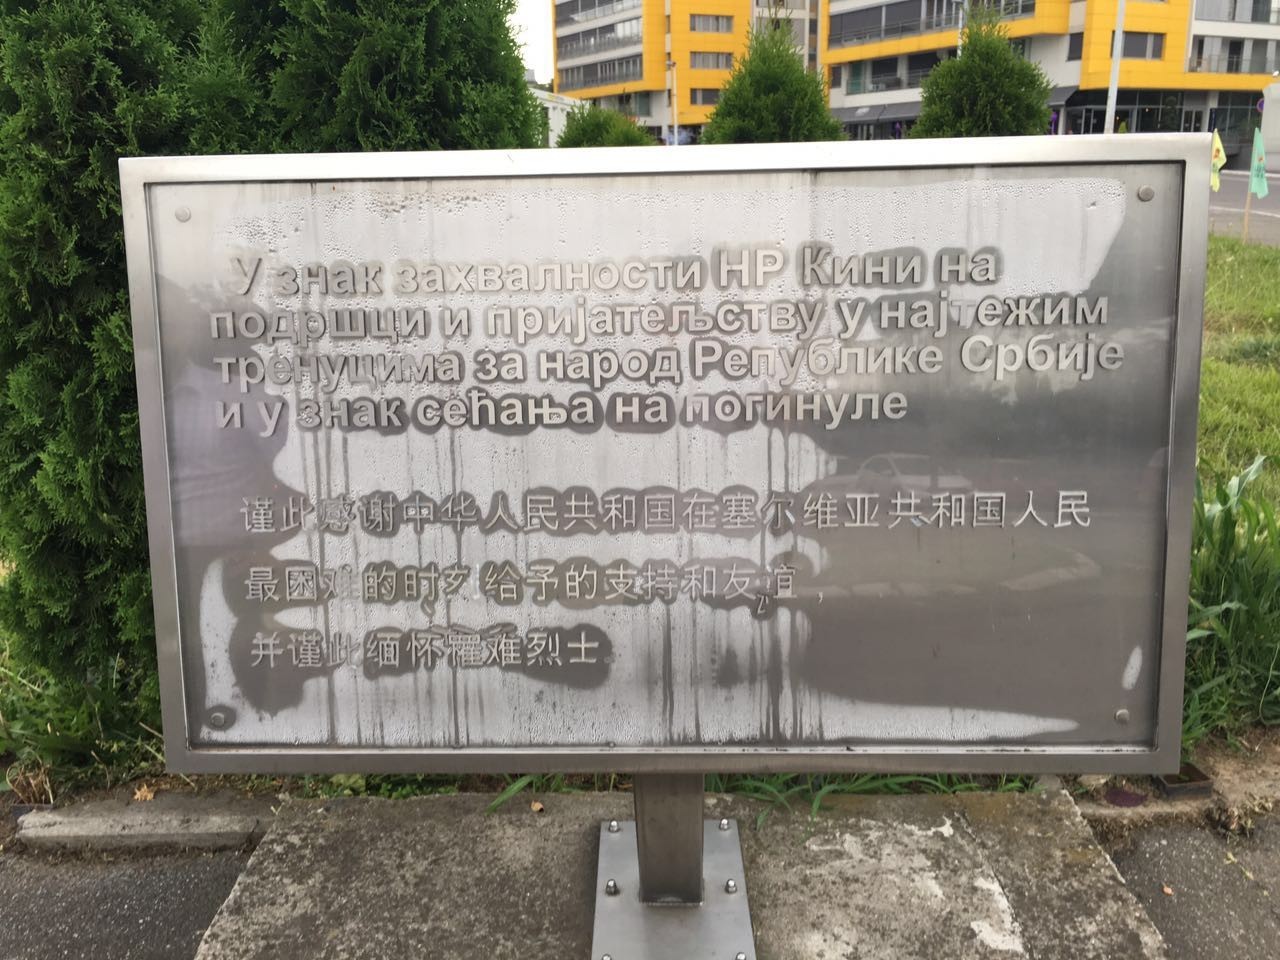 У знак захвалности НР Кини на
подршци и пријатељству у најтежим
тренуцима за народ Републике Србије
и у знак сећања на погинуле
谨此感谢中华人民共和国在塞尔维亚共和国人民
最困难的时刻给予的支持和友谊,
并谨此缅怀罹难烈士.